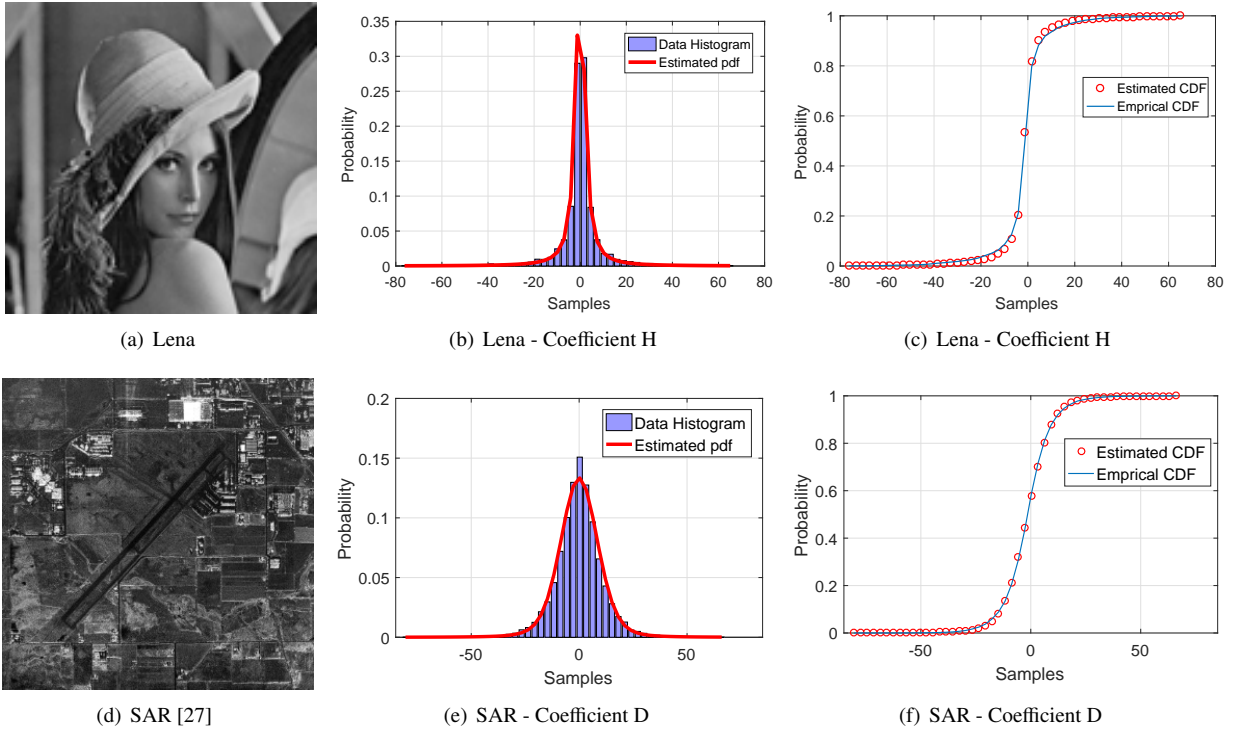 0.35
0.3
0.25
0.2
0.15
0.1
0.05
0
Probability
Data Histogram
Estimated pdf
-80 -60 -40 -20 0 20 40 60 80
Samples
1
0.8
0.6
0.4
0.2
0
Probability
Estimated CDF
Emprical CDF
-80 -60 -40 -20 0 20 40 60 80
Samples
(a) Lena
(b) Lena - Coefficient H
(c) Lena - Coefficient H
0.2
0.15
0.1
0.05
0
Probability
Data Histogram
Estimated pdf
-50 0 50
Samples
1
0.8
0.6
0.4
0.2
0
Probability
Estimated CDF
Emprical CDF
-50 0 50
Samples
(d) SAR [27]
(e) SAR - Coefficient D
(f) SAR - Coefficient D